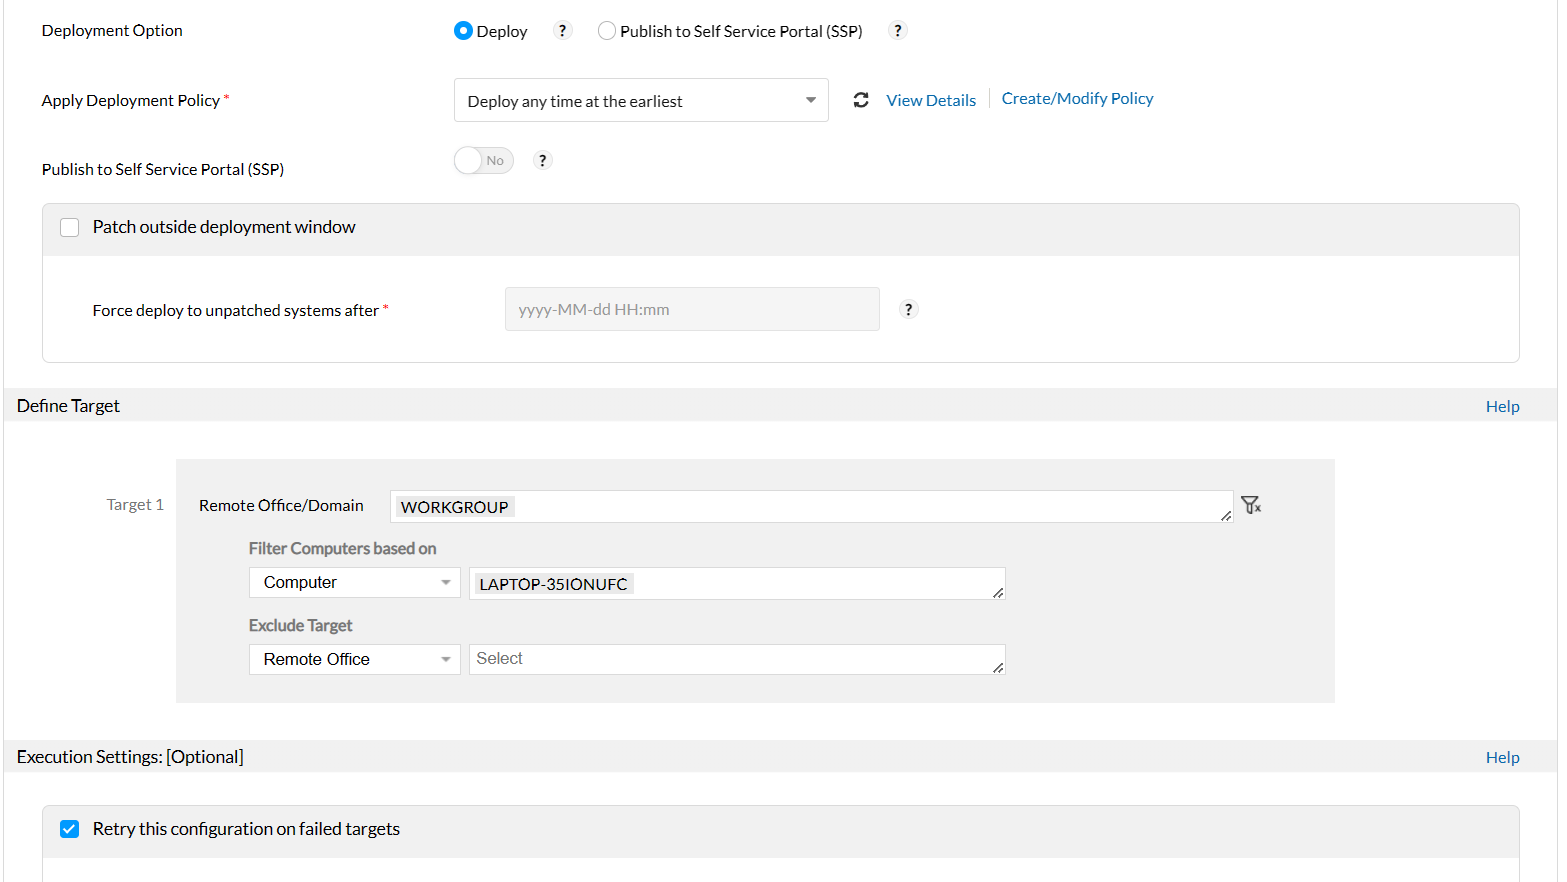 Deployment Option
Deploy ? Publish to Self Service Portal (SSP) ?
Apply Deployment Policy *
Deploy any time at the earliest View Details Create/Modify Policy
Publish to Self Service Portal (SSP)
No ?
Patch outside deployment window
Force deploy to unpatched systems after *
yyyy-MM-dd HH:mm ?
Define Target Help
Target 1 Remote Office/Domain WORKGROUP
Filter Computers based on
Computer LAPTOP-35IONUFC
Exclude Target
Remote Office Select
Execution Settings: [Optional] Help
Retry this configuration on failed targets